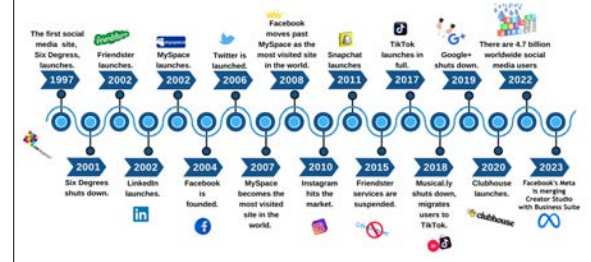 The first social
media site,
Six Degrees,
launches.
1997
Friendster
Friendster
launches.
2002
MySpace
launches.
2002
Twitter is
launched.
2006
Facebook
moves past
MySpace as the
most visited site
in the world.
2008
Snapchat
launches
2011
TikTok
launches in
full.
2017
Google+
shuts down.
2019
There are 4.7 billion
worldwide social
media users
2022
2001
Six Degrees
shuts down.
2002
LinkedIn
launches.
in
2004
Facebook
is
founded.
2007
MySpace
becomes the
most visited
site in the
world.
2010
Instagram
hits the
market.
2015
Friendster
services are
suspended.
2018
Musical.ly
shuts down,
migrates
users to
TikTok.
2020
Clubhouse
launches.
clubhouse
2023
Facebook's Meta
is merging
Creator Studio
with Business Suite